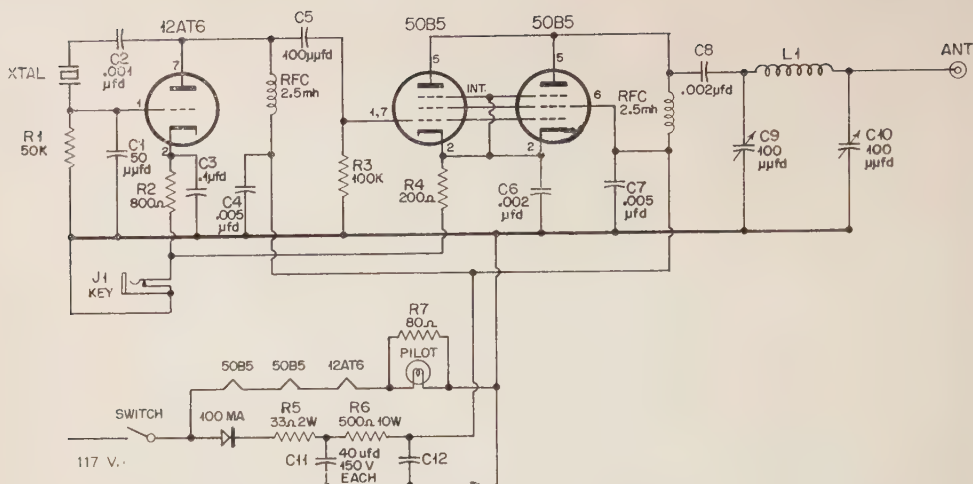 12AT6
C5
100μμfd
50B5
50B5
C2
.001
μfd
XTAL
7
1
2
RFC
2.5mh
5
5
INT.
1,7
6
2
2
RFC
2.5mh
C8
.002μfd
L1
ANT
R1
50K
C1
50
μμfd
R2
800Ω
C3
.1μfd
C4
.005
μfd
R3
100K
R4
200Ω
C6
.002
μfd
C7
.005
μfd
C9
100
μμfd
C10
100
μμfd
J1
KEY
R7
80Ω
PILOT
50B5
50B5
12AT6
SWITCH
100 MA
R5
33Ω 2W
R6
500Ω 10W
117 V.
C11
40 ufd
150 V
EACH
C12